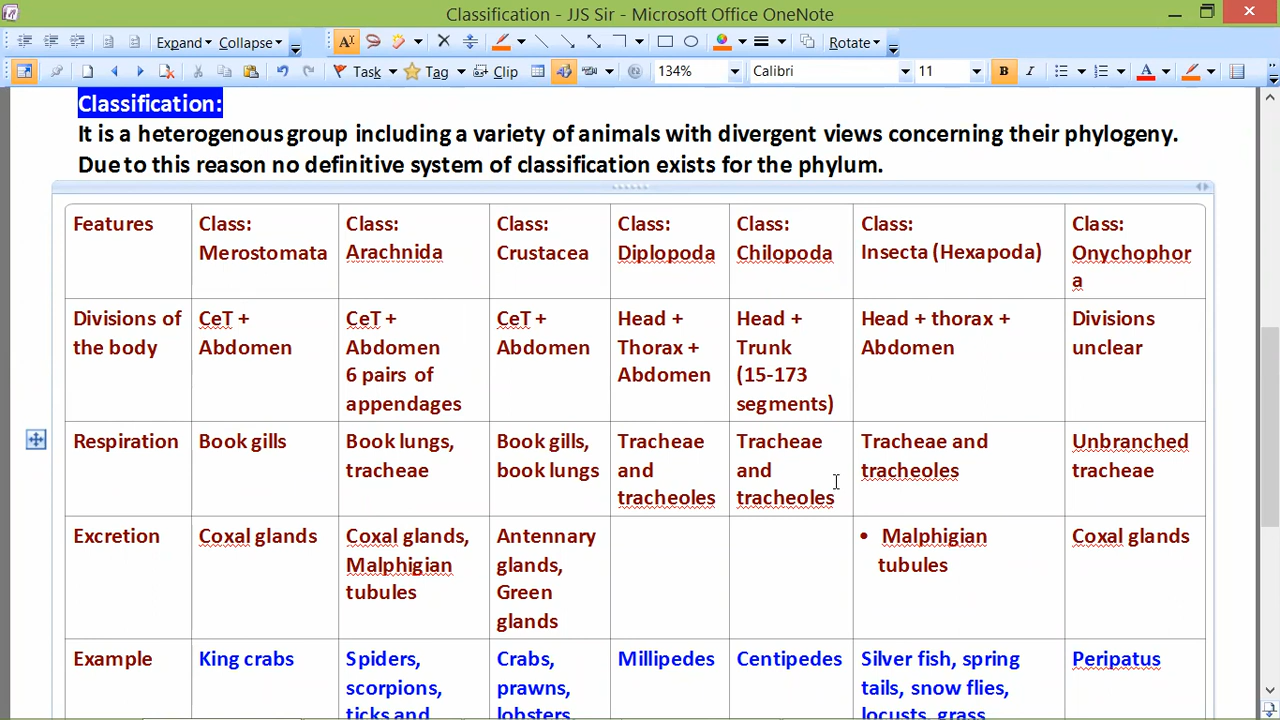 Classification - JJS Sir - Microsoft Office OneNote
Expand Collapse Rotate
Task Tag Clip 134% Calibri 11 B I A
Classification:
It is a heterogenous group including a variety of animals with divergent views concerning their phylogeny.
Due to this reason no definitive system of classification exists for the phylum.
Features
Class:
Merostomata
Class:
Arachnida
Class:
Crustacea
Class:
Diplopoda
Class:
Chilopoda
Class:
Insecta (Hexapoda)
Class:
Onychophor
a
Divisions of
the body
CeT +
Abdomen
CeT +
Abdomen
6 pairs of
appendages
CeT +
Abdomen
Head +
Thorax +
Abdomen
Head +
Trunk
(15-173
segments)
Head + thorax +
Abdomen
Divisions
unclear
Respiration
Book gills
Book lungs,
tracheae
Book gills,
book lungs
Tracheae
and
tracheoles
Tracheae
and
tracheoles
Tracheae and
tracheoles
Unbranched
tracheae
Excretion
Coxal glands
Coxal glands,
Malphigian
tubules
Antennary
glands,
Green
glands
• Malphigian
tubules
Coxal glands
Example
King crabs
Spiders,
scorpions,
ticks and
Crabs,
prawns,
lobsters,
Millipedes
Centipedes
Silver fish, spring
tails, snow flies,
locusts, grass
Peripatus